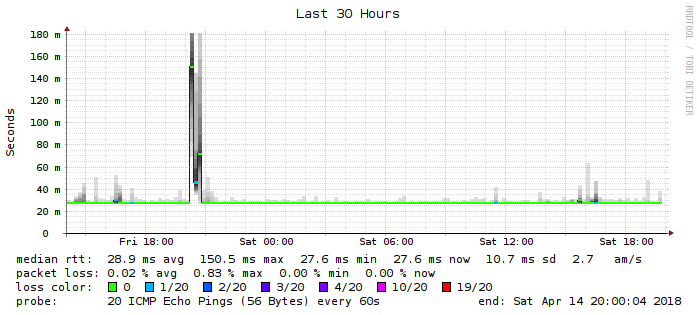 Last 30 Hours
RRDTOOL / TOBI OETIKER
Seconds
180 m
160 m
140 m
120 m
100 m
80 m
60 m
40 m
20 m
0
Fri 18:00 Sat 00:00 Sat 06:00 Sat 12:00 Sat 18:00
median rtt: 28.9 ms avg 150.5 ms max 27.6 ms min 27.6 ms now 10.7 ms sd 2.7 am/s
packet loss: 0.02 % avg 0.83 % max 0.00 % min 0.00 % now
loss color: 0 1/20 2/20 3/20 4/20 10/20 19/20
probe: 20 ICMP Echo Pings (56 Bytes) every 60s end: Sat Apr 14 20:00:04 2018